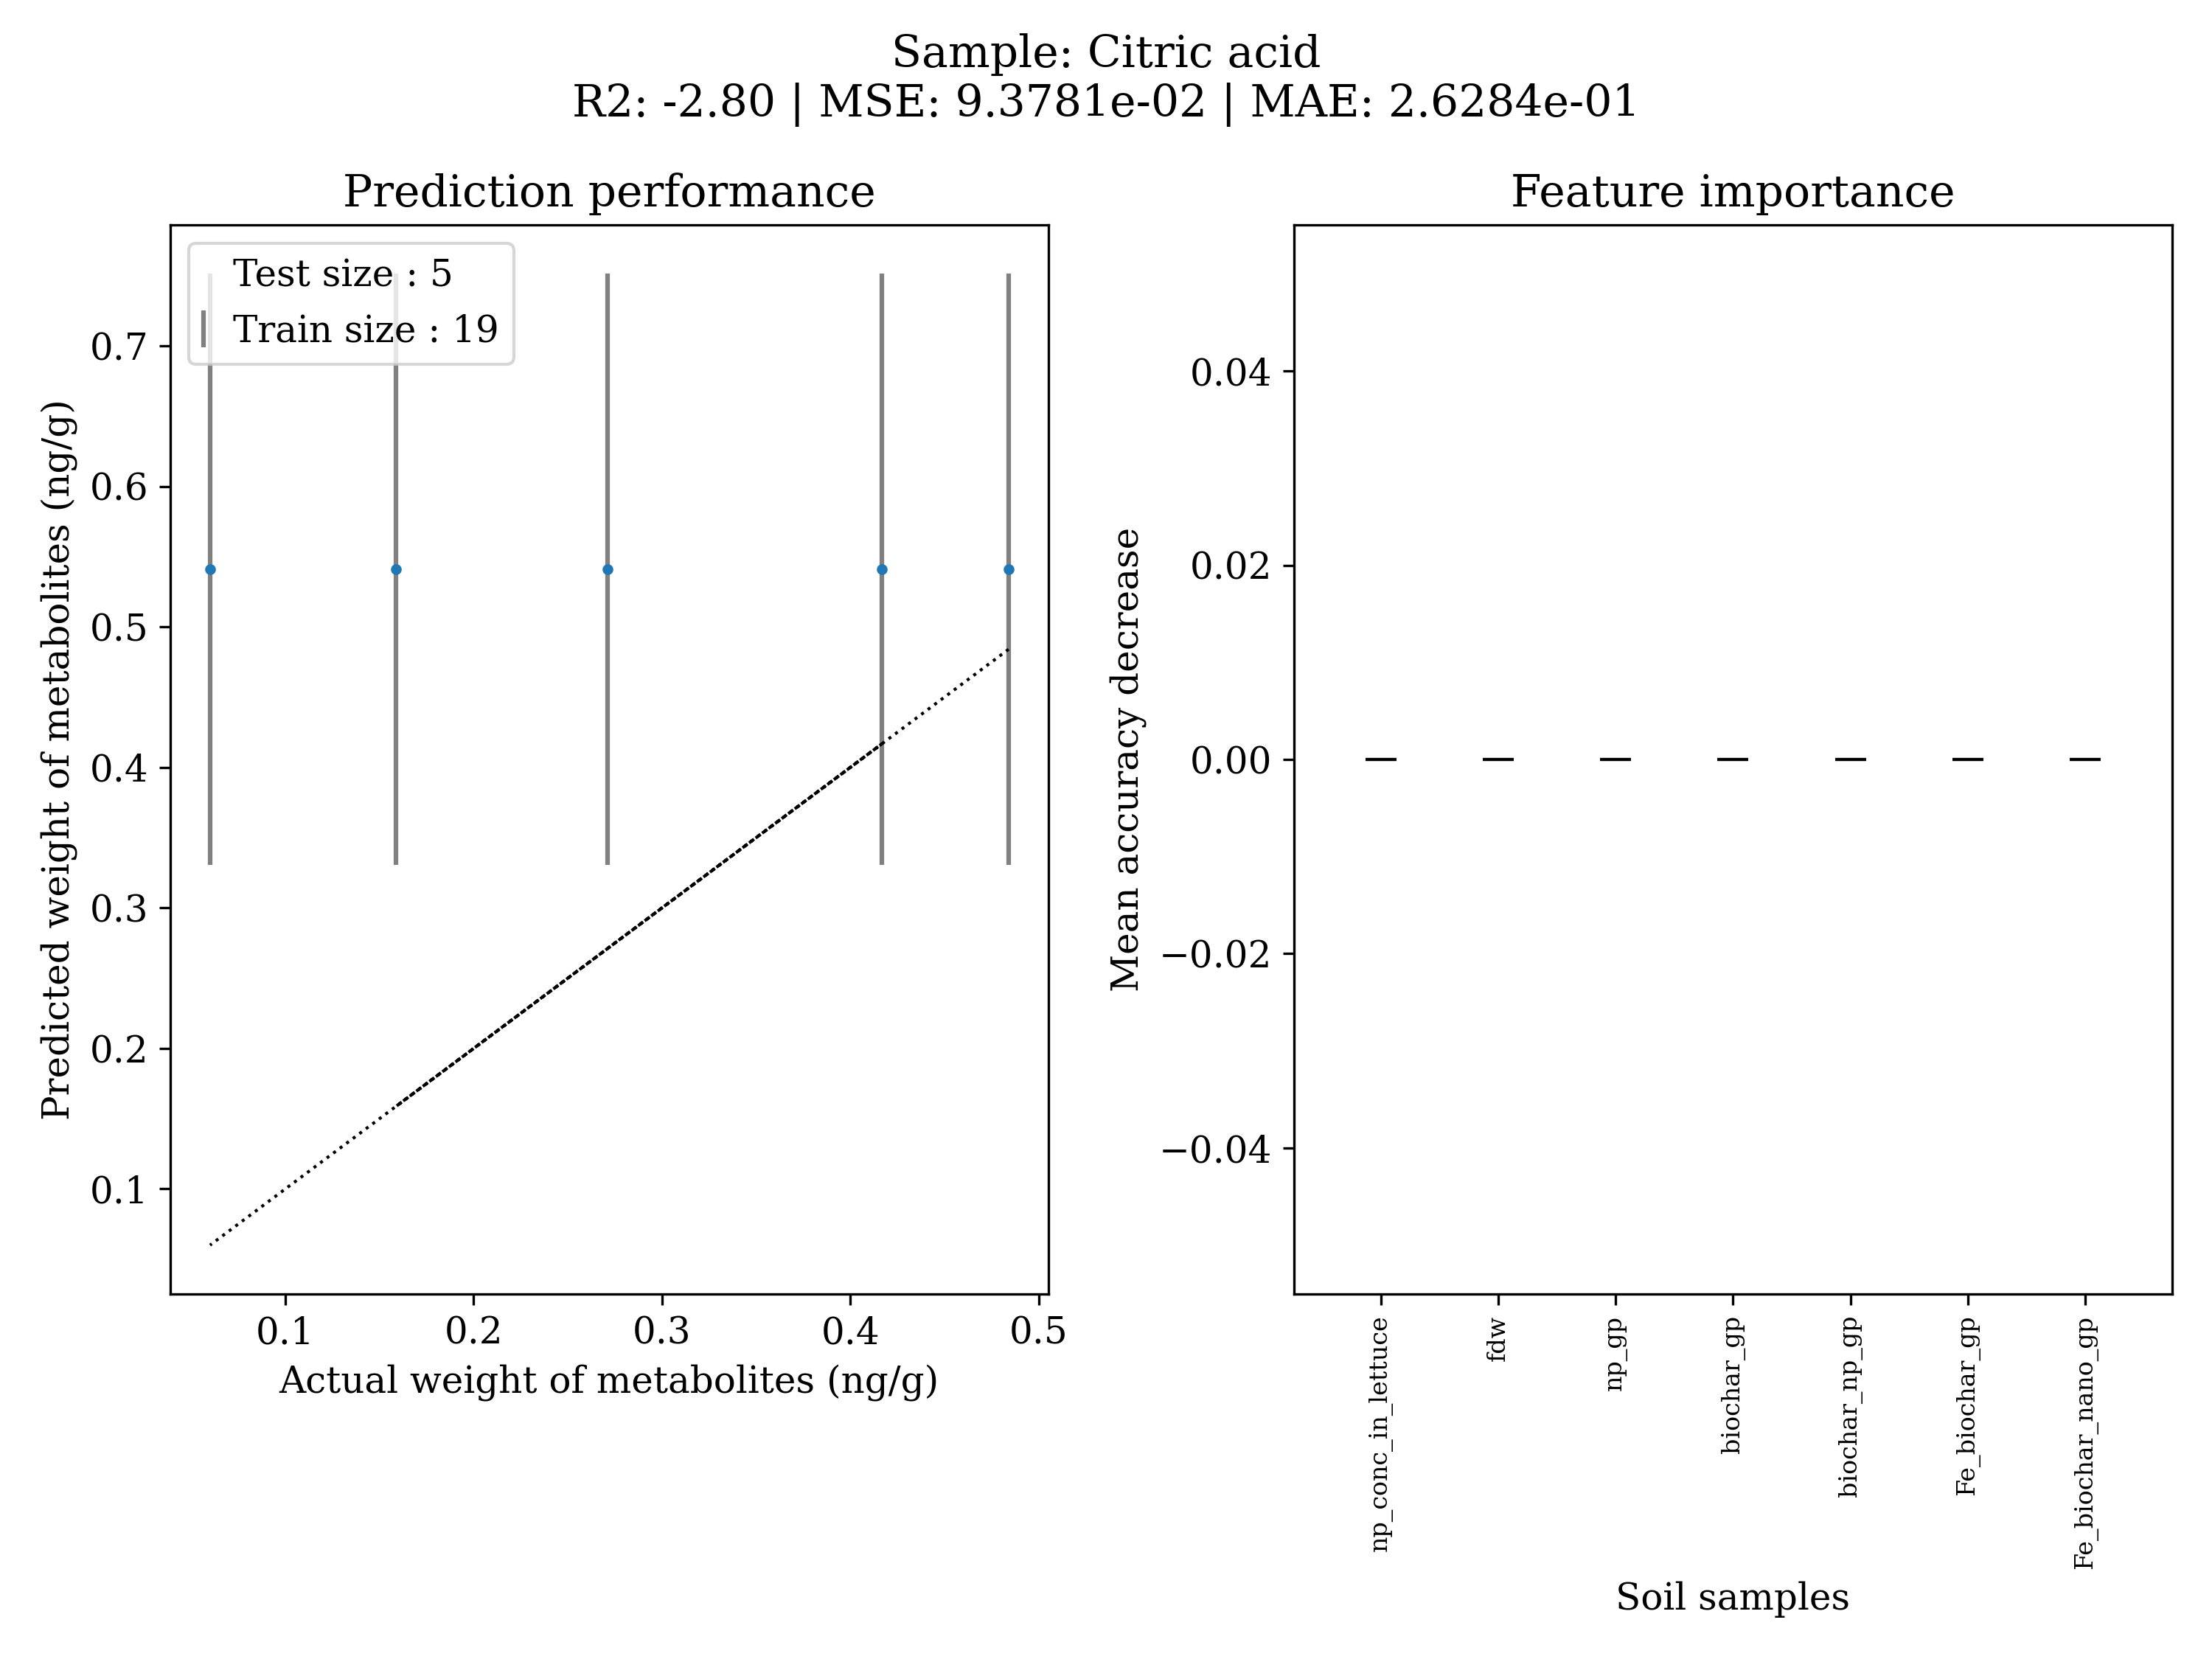 Sample: Citric acid
R2: -2.80 | MSE: 9.3781e-02 | MAE: 2.6284e-01
Prediction performance
Test size : 5
Train size : 19
Predicted weight of metabolites (ng/g)
0.7
0.6
0.5
0.4
0.3
0.2
0.1
0.1 0.2 0.3 0.4 0.5
Actual weight of metabolites (ng/g)
Feature importance
Mean accuracy decrease
0.04
0.02
0.00
−0.02
−0.04
np_conc_in_lettuce
fdw
np_gp
biochar_gp
biochar_np_gp
Fe_biochar_gp
Fe_biochar_nano_gp
Soil samples